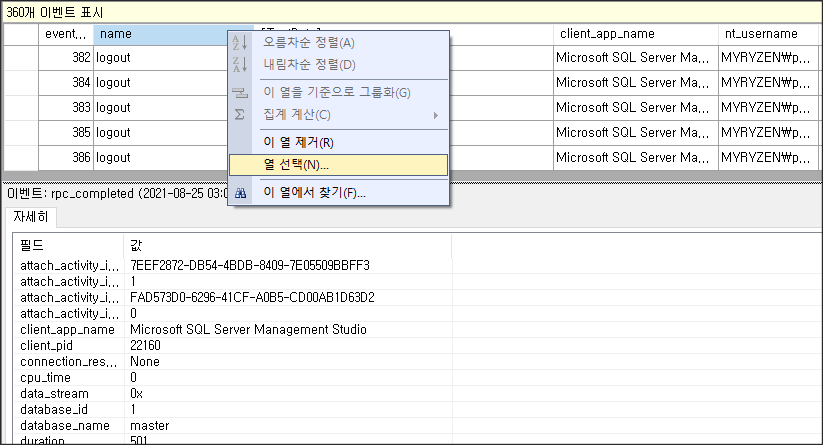 360개 이벤트 표시
event,,, name client_app_name nt_username
382 logout Microsoft SQL Server Ma,,, MYRYZEN₩p,,,
384 logout Microsoft SQL Server Ma,,, MYRYZEN₩p,,,
383 logout Microsoft SQL Server Ma,,, MYRYZEN₩p,,,
385 logout Microsoft SQL Server Ma,,, MYRYZEN₩p,,,
386 logout Microsoft SQL Server Ma,,, MYRYZEN₩p,,,
오름차순 정렬(A)
내림차순 정렬(D)
이 열을 기준으로 그룹화(G)
집계 계산(C)
이 열 제거(R)
열 선택(N)...
이 열에서 찾기(F)...
이벤트: rpc_completed (2021-08-25 03:0
자세히
필드 값
attach_activity_i,,, 7EEF2872-DB54-4BDB-8409-7E05509BBFF3
attach_activity_i,,, 1
attach_activity_i,,, FAD573D0-6296-41CF-A0B5-CD00AB1D63D2
attach_activity_i,,, 0
client_app_name Microsoft SQL Server Management Studio
client_pid 22160
connection_res,,, None
cpu_time 0
data_stream 0x
database_id 1
database_name master
duration 501